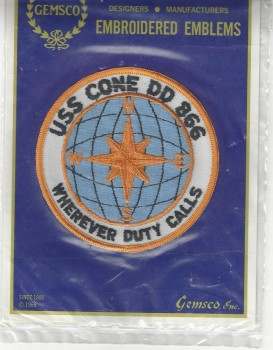 GEMSCO
DESIGNERS • MANUFACTURERS
EMBROIDERED EMBLEMS
USS CONE DD 866
N
W E
S
WHEREVER DUTY CALLS
Gemsco, Inc.